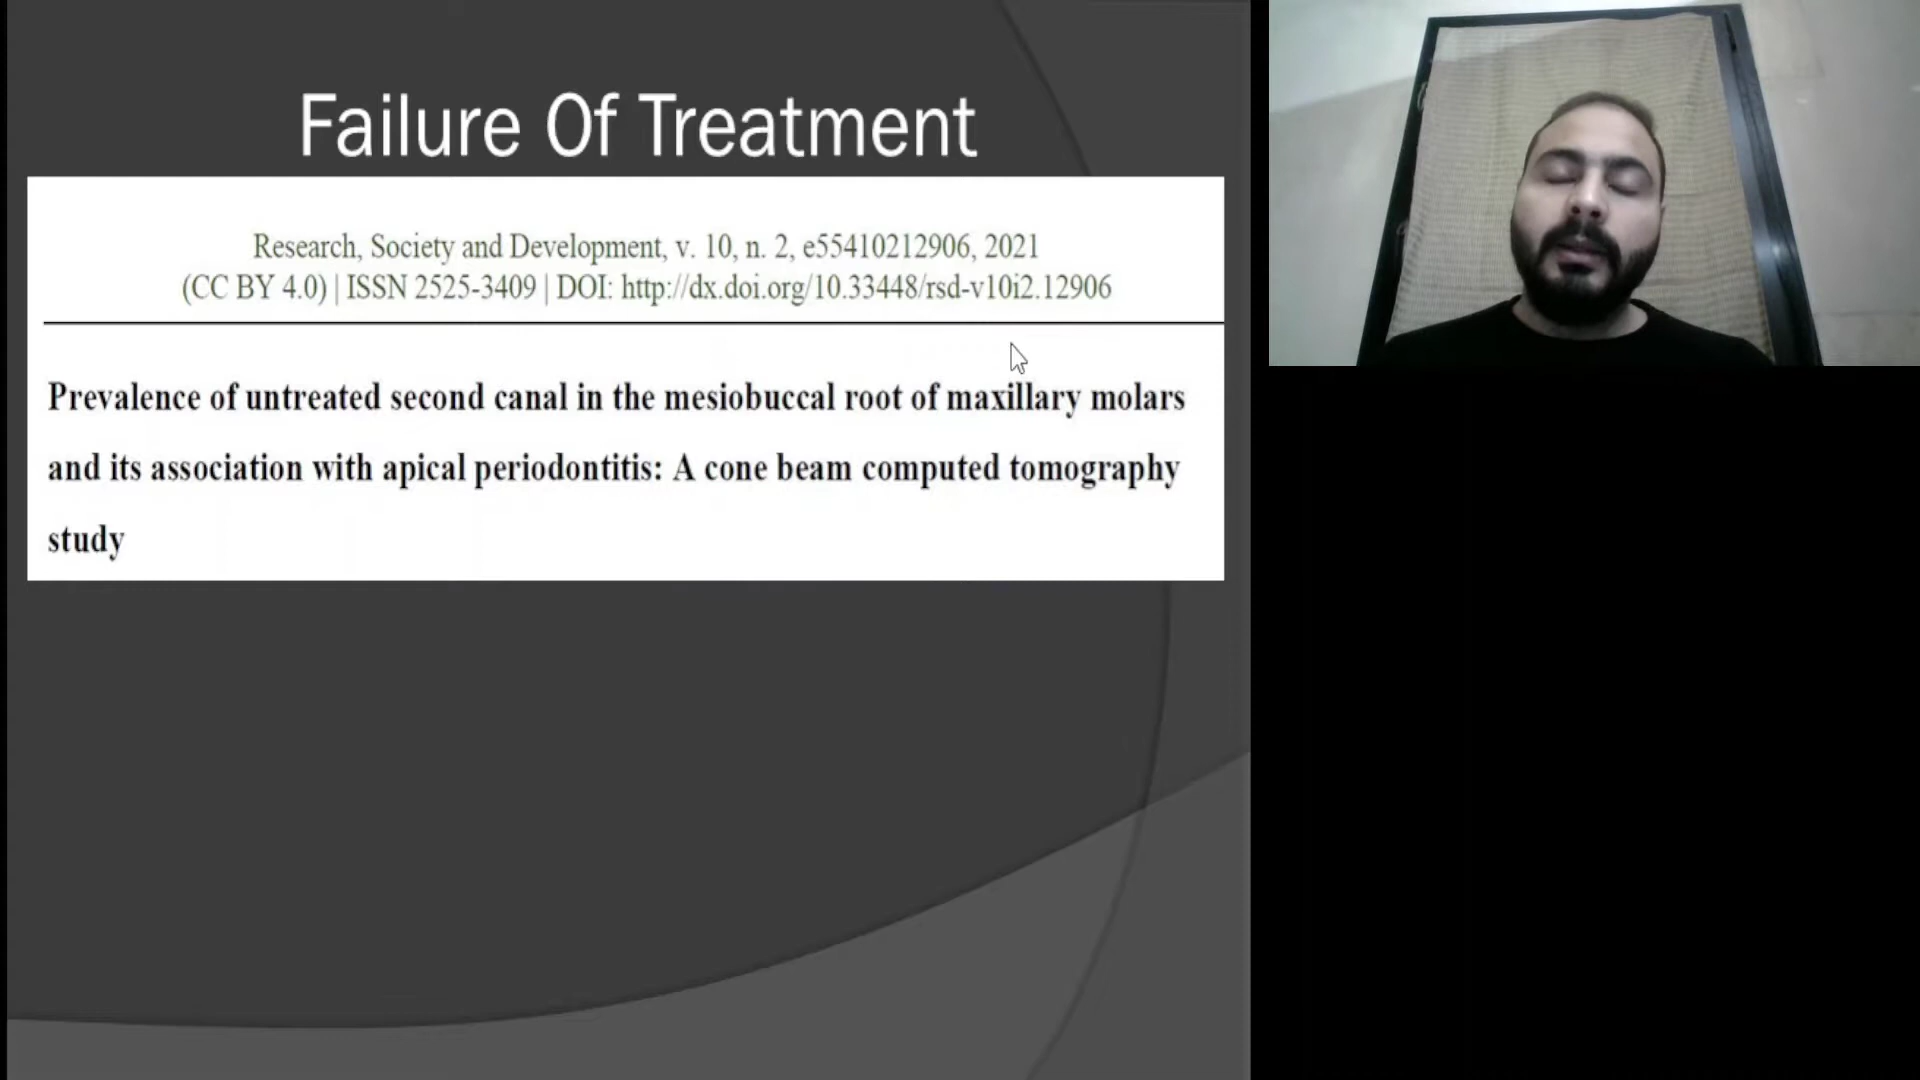 Failure Of Treatment
Research, Society and Development, v. 10, n. 2, e55410212906, 2021
(CC BY 4.0) | ISSN 2525-3409 | DOI: http://dx.doi.org/10.33448/rsd-v10i2.12906
Prevalence of untreated second canal in the mesiobuccal root of maxillary molars
and its association with apical periodontitis: A cone beam computed tomography
study